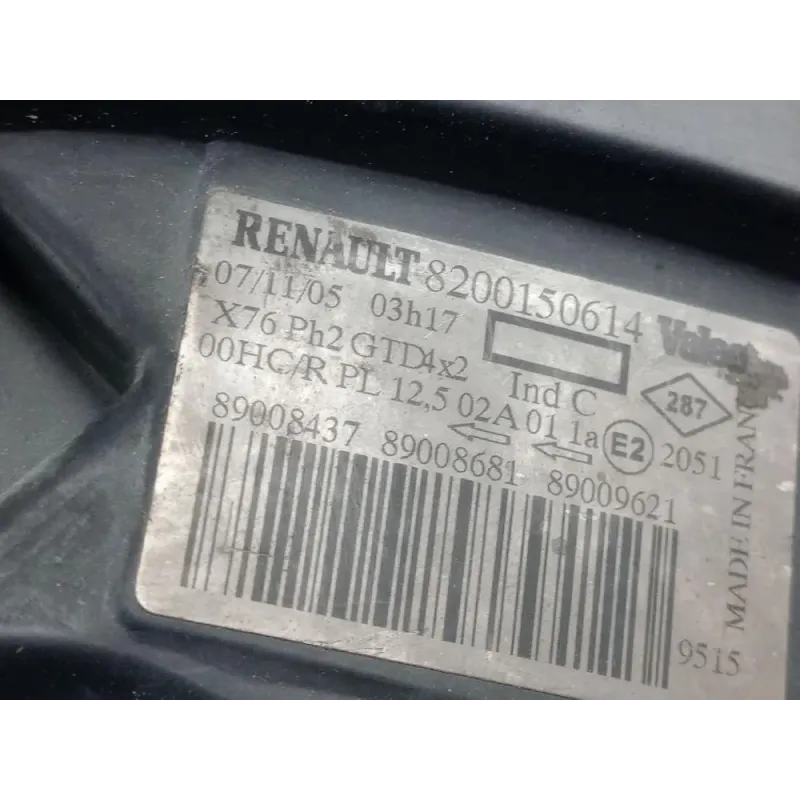 RENAULT 8200150614 Valeo
07/11/05 03h17
X76 Ph2 GTD4x2 Ind C
00HC/R PL 12,5 02A 01 1a E2 2051
287
89008437 89008681 89009621
9515
MADE IN FRANCE